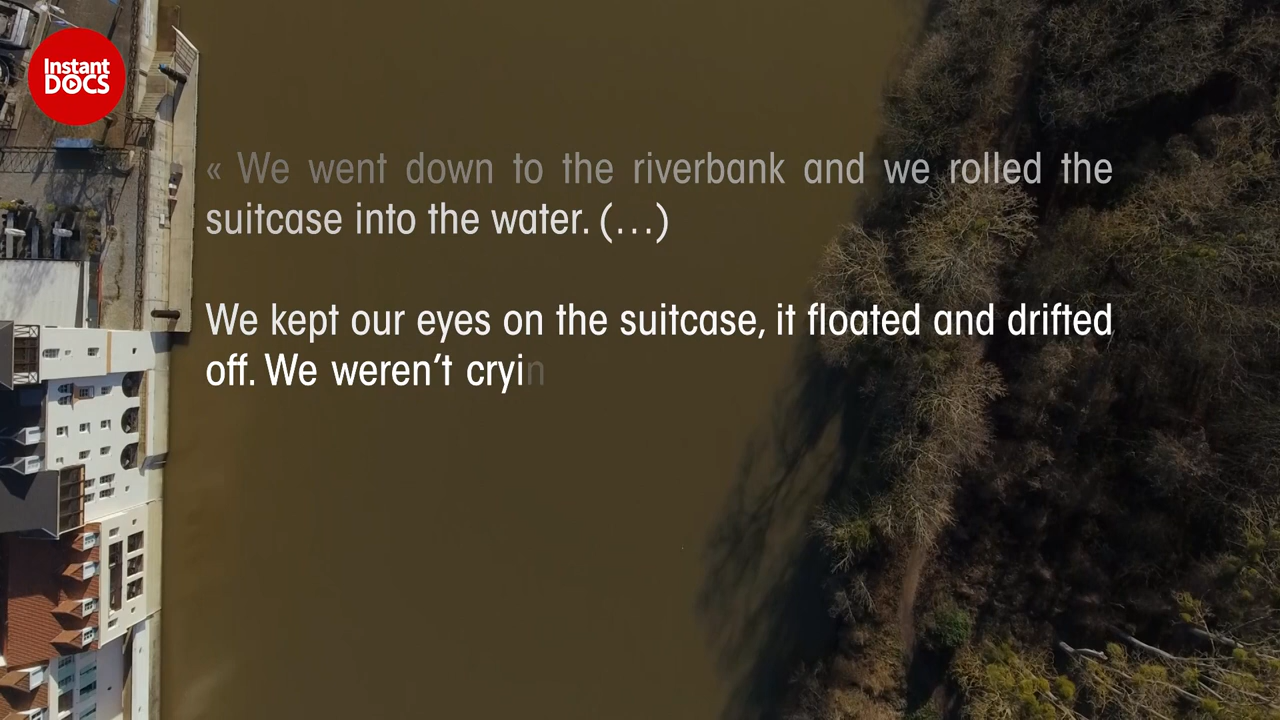 Instant
DOCS
« We went down to the riverbank and we rolled the
suitcase into the water. (…)
We kept our eyes on the suitcase, it floated and drifted
off. We weren’t cryin